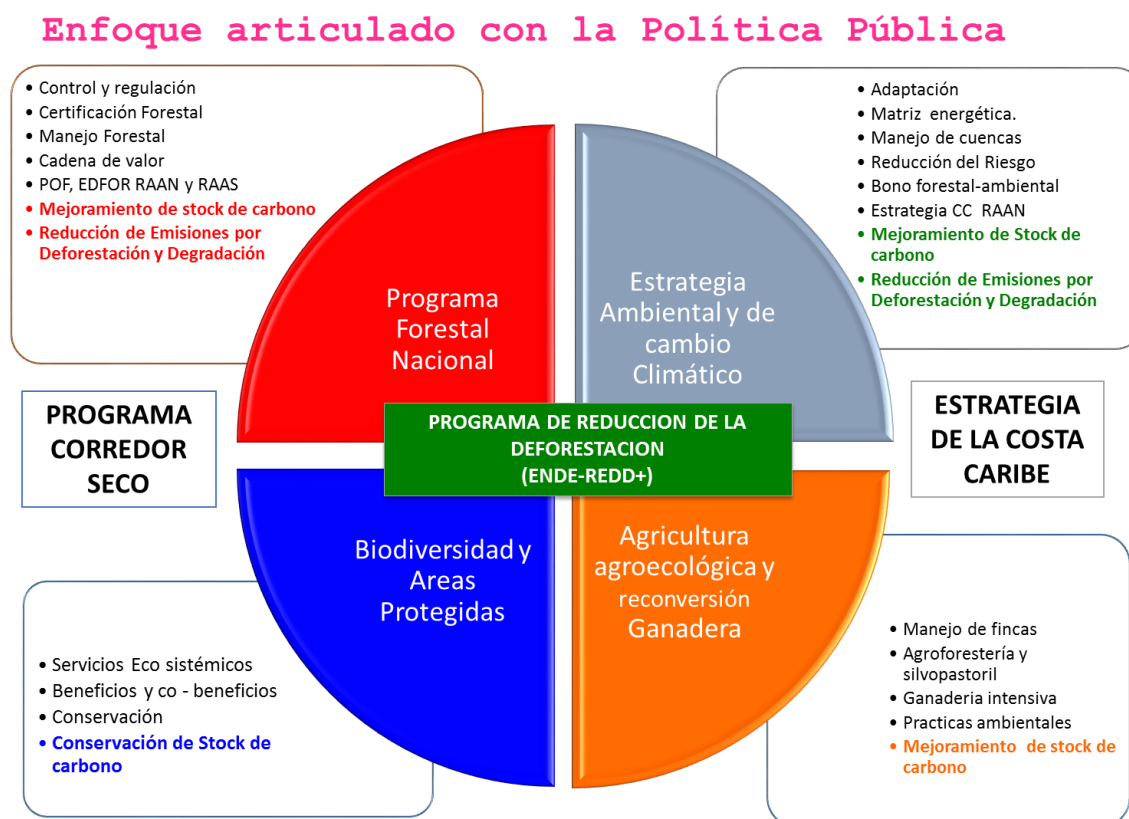 Enfoque articulado con la Política Pública
• Control y regulación
• Certificación Forestal
• Manejo Forestal
• Cadena de valor
• POF, EDFOR RAAN y RAAS
• Mejoramiento de stock de carbono
• Reducción de Emisiones por
Deforestación y Degradación
• Adaptación
• Matriz energética.
• Manejo de cuencas
• Reducción del Riesgo
• Bono forestal-ambiental
• Estrategia CC RAAN
• Mejoramiento de Stock de
carbono
• Reducción de Emisiones por
Deforestación y Degradación
Programa
Forestal
Nacional
Estrategia
Ambiental y de
cambio
Climático
PROGRAMA
CORREDOR
SECO
PROGRAMA DE REDUCCION DE LA
DEFORESTACION
(ENDE-REDD+)
ESTRATEGIA
DE LA COSTA
CARIBE
Biodiversidad y
Areas
Protegidas
Agricultura
agroecológica y
reconversión
Ganadera
• Servicios Eco sistémicos
• Beneficios y co - beneficios
• Conservación
• Conservación de Stock de
carbono
• Manejo de fincas
• Agroforestería y
silvopastoril
• Ganaderia intensiva
• Practicas ambientales
• Mejoramiento de stock de
carbono